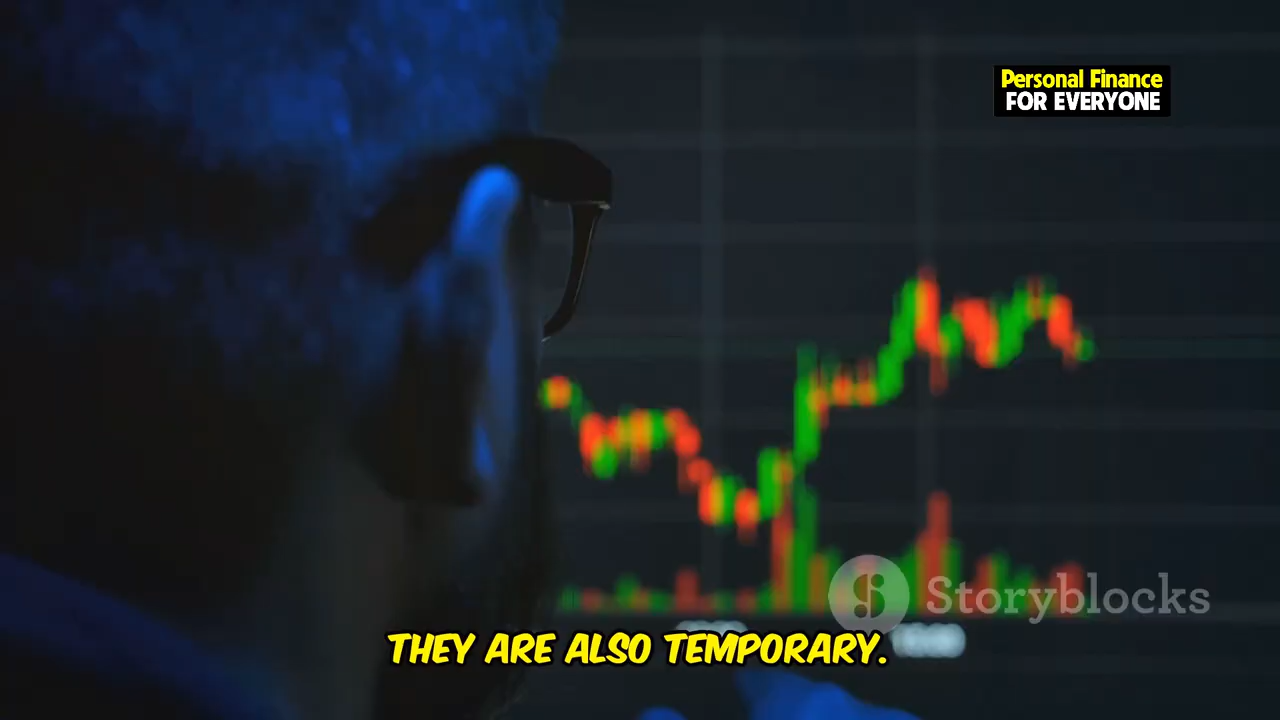 Personal Finance
FOR EVERYONE
Storyblocks
THEY ARE ALSO TEMPORARY.